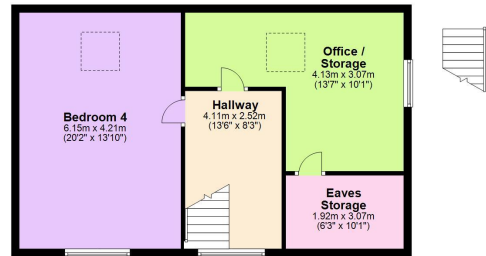 Office /
Storage
4.13m x 3.07m
(13'7" x 10'1")
Bedroom 4
6.15m x 4.21m
(20'2" x 13'10")
Hallway
4.11m x 2.52m
(13'6" x 8'3")
Eaves
Storage
1.92m x 3.07m
(6'3" x 10'1")